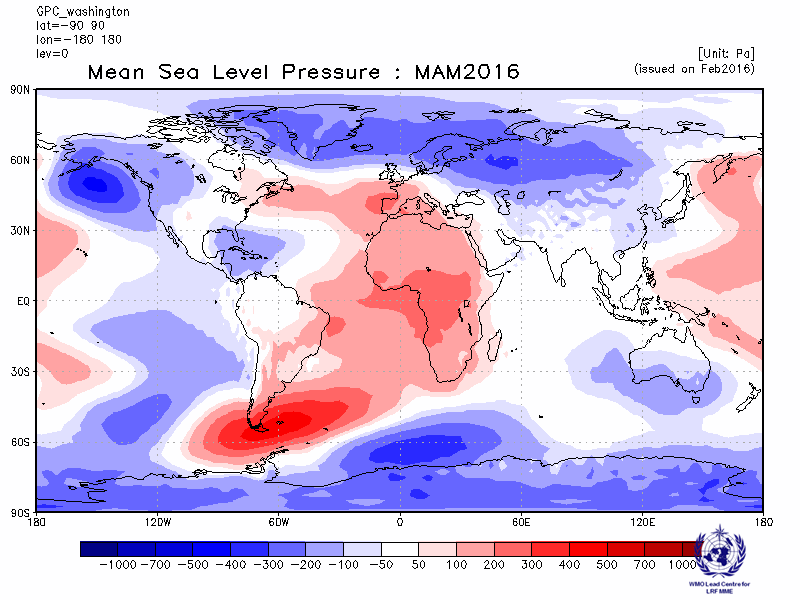 GPC_washington
lat=-90 90
lon=-180 180
lev=0
[Unit: Pa]
Mean Sea Level Pressure : MAM2016
(issued on Feb2016)
90N
60N
30N
EQ
30S
60S
90S
180 120W 60W 0 60E 120E 180
-1000 -700 -500 -400 -300 -200 -100 -50 50 100 200 300 400 500 700 1000
WMO Lead Centre for
LRF MME